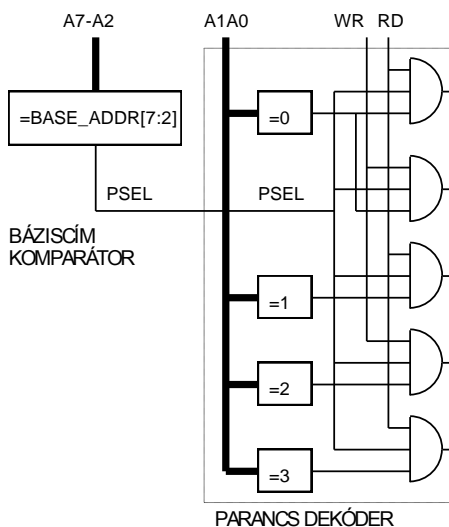 A7-A2
A1A0
WR
RD
=BASE_ADDR[7:2]
=0
PSEL
PSEL
BÁZISCÍM
KOMPARÁTOR
=1
=2
=3
PARANCS DEKÓDER